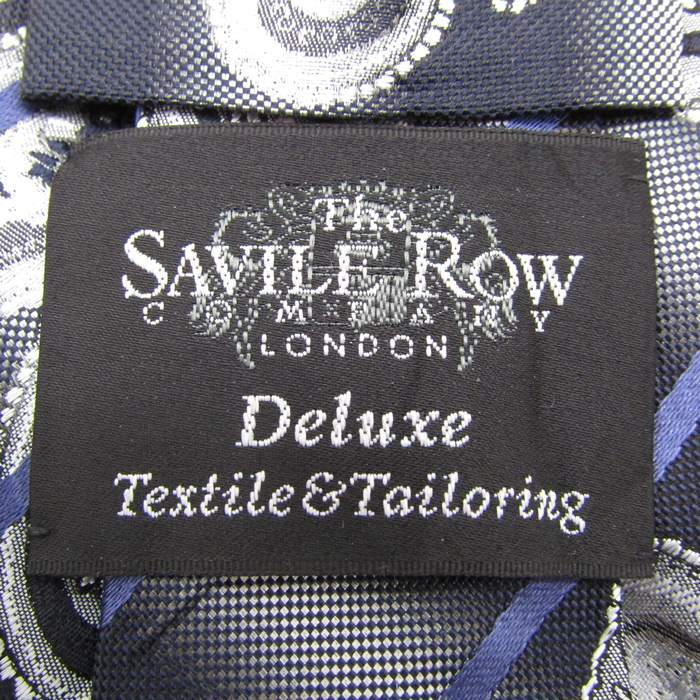 The
SAVILE ROW
COMPANY
LONDON
Deluxe
Textile & Tailoring